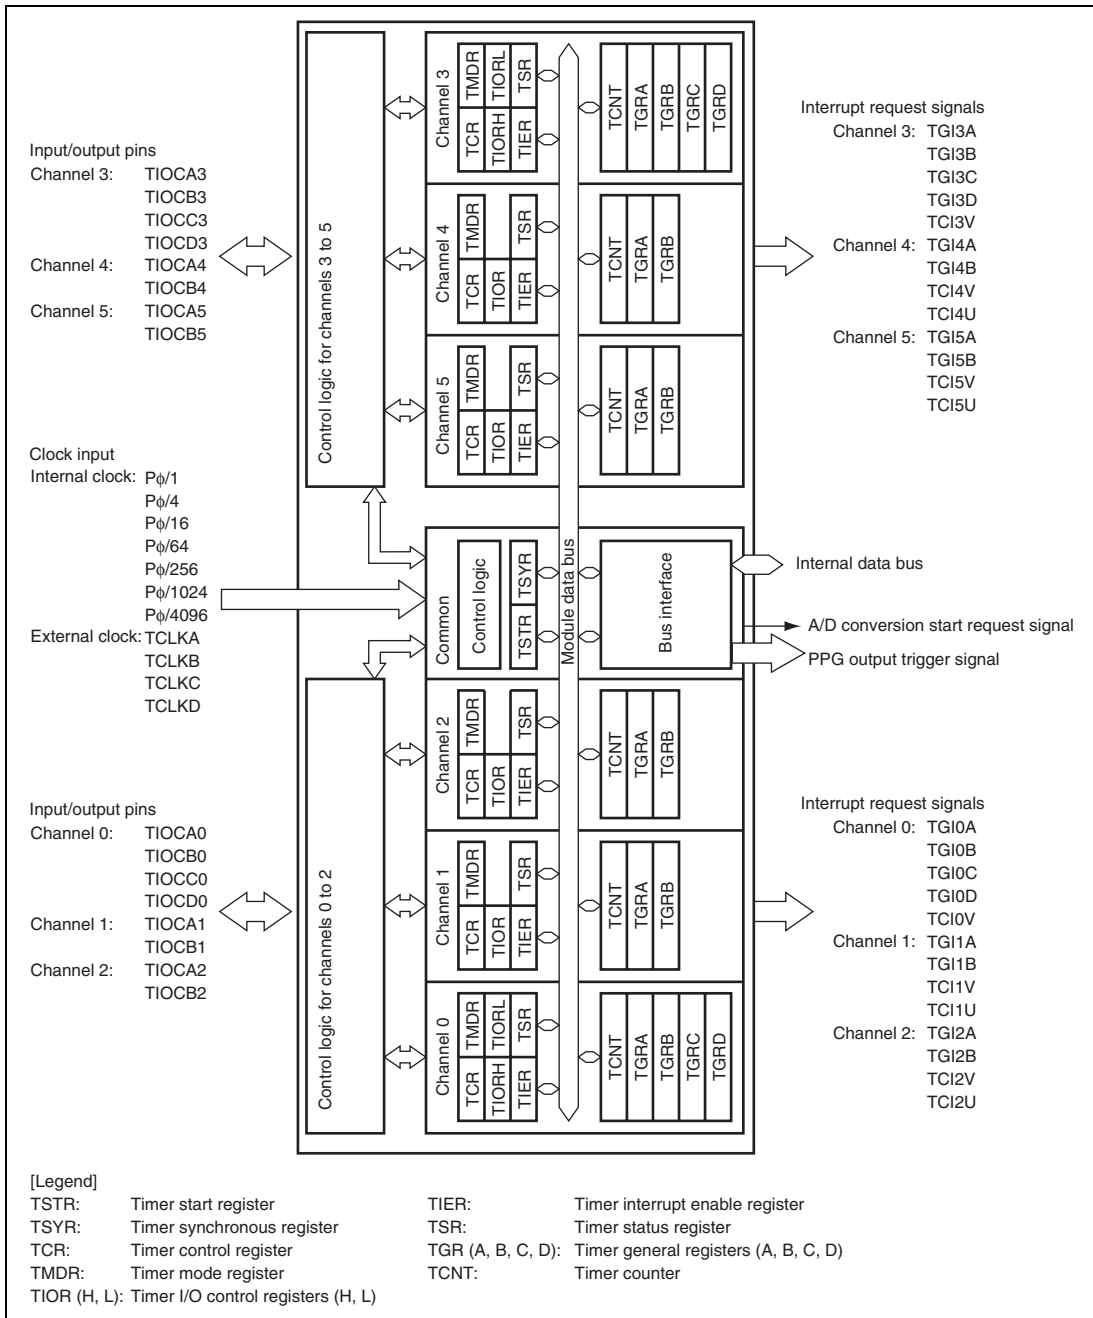 Input/output pins
Channel 3: TIOCA3
TIOCB3
TIOCC3
TIOCD3
Channel 4: TIOCA4
TIOCB4
Channel 5: TIOCA5
TIOCB5
Clock input
Internal clock: Pϕ/1
Pϕ/4
Pϕ/16
Pϕ/64
Pϕ/256
Pϕ/1024
Pϕ/4096
External clock: TCLKA
TCLKB
TCLKC
TCLKD
Input/output pins
Channel 0: TIOCA0
TIOCB0
TIOCC0
TIOCD0
Channel 1: TIOCA1
TIOCB1
Channel 2: TIOCA2
TIOCB2
Control logic for channels 3 to 5
Control logic for channels 0 to 2
Channel 3
TCR TMDR
TIORH TIORL
TIER TSR
TCNT
TGRA
TGRB
TGRC
TGRD
Channel 4
TCR TMDR
TIOR
TIER TSR
TCNT
TGRA
TGRB
Channel 5
TCR TMDR
TIOR
TIER TSR
TCNT
TGRA
TGRB
Common
Control logic
TSTR TSYR
Module data bus
Bus interface
Channel 2
TCR TMDR
TIOR
TIER TSR
TCNT
TGRA
TGRB
Channel 1
TCR TMDR
TIOR
TIER TSR
TCNT
TGRA
TGRB
Channel 0
TCR TMDR
TIORH TIORL
TIER TSR
TCNT
TGRA
TGRB
TGRC
TGRD
Interrupt request signals
Channel 3: TGI3A
TGI3B
TGI3C
TGI3D
TCI3V
Channel 4: TGI4A
TGI4B
TCI4V
TCI4U
Channel 5: TGI5A
TGI5B
TCI5V
TCI5U
Internal data bus
A/D conversion start request signal
PPG output trigger signal
Interrupt request signals
Channel 0: TGI0A
TGI0B
TGI0C
TGI0D
TCI0V
Channel 1: TGI1A
TGI1B
TCI1V
TCI1U
Channel 2: TGI2A
TGI2B
TCI2V
TCI2U
[Legend]
TSTR: Timer start register
TSYR: Timer synchronous register
TCR: Timer control register
TMDR: Timer mode register
TIOR (H, L): Timer I/O control registers (H, L)
TIER: Timer interrupt enable register
TSR: Timer status register
TGR (A, B, C, D): Timer general registers (A, B, C, D)
TCNT: Timer counter